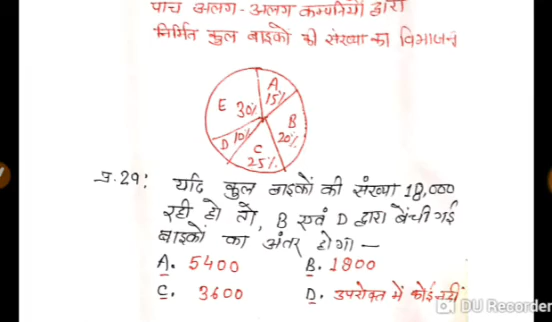 पांच अलग-अलग कम्पनियों द्वारा
निर्मित कुल बाइको की संख्या का विभाजन
A
15%
E
30%
B
20%
D 10%
C
25%
प्र.29: यदि कुल बाइकों की संख्या 18,000
रही हो तो, B एवं D द्वारा बेंची गई
बाइकों का अंतर होगा -
A. 5400
B. 1800
C. 3600
D. उपरोक्त में कोई नहीं
DU Recorder